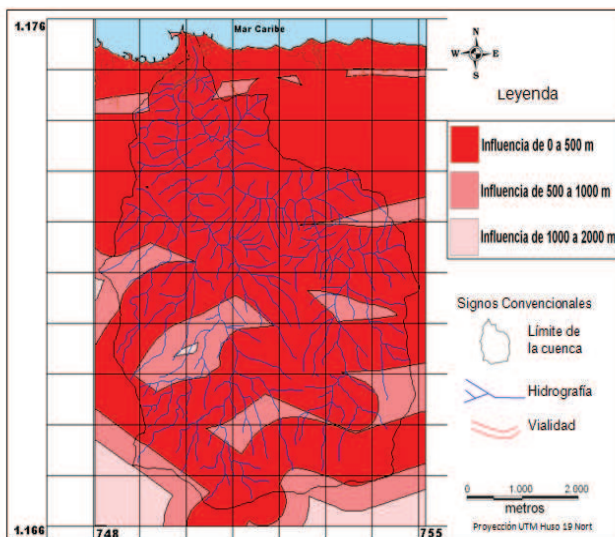 1.176
Mar Caribe
N
W E
S
Leyenda
Influencia de 0 a 500 m
Influencia de 500 a 1000 m
Influencia de 1000 a 2000 m
Signos Convencionales
Límite de
la cuenca
Hidrografía
Vialidad
0 1.000 2.000
metros
Proyección UTM Huso 19 Nort
1.166
748
755